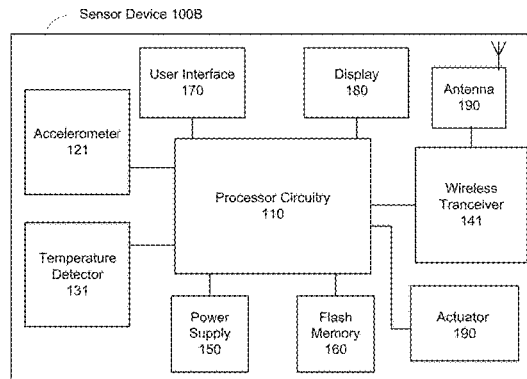 Sensor Device 100B
User Interface
170
Display
180
Antenna
190
Accelerometer
121
Processor Circuitry
110
Wireless
Tranceiver
141
Temperature
Detector
131
Power
Supply
150
Flash
Memory
160
Actuator
190